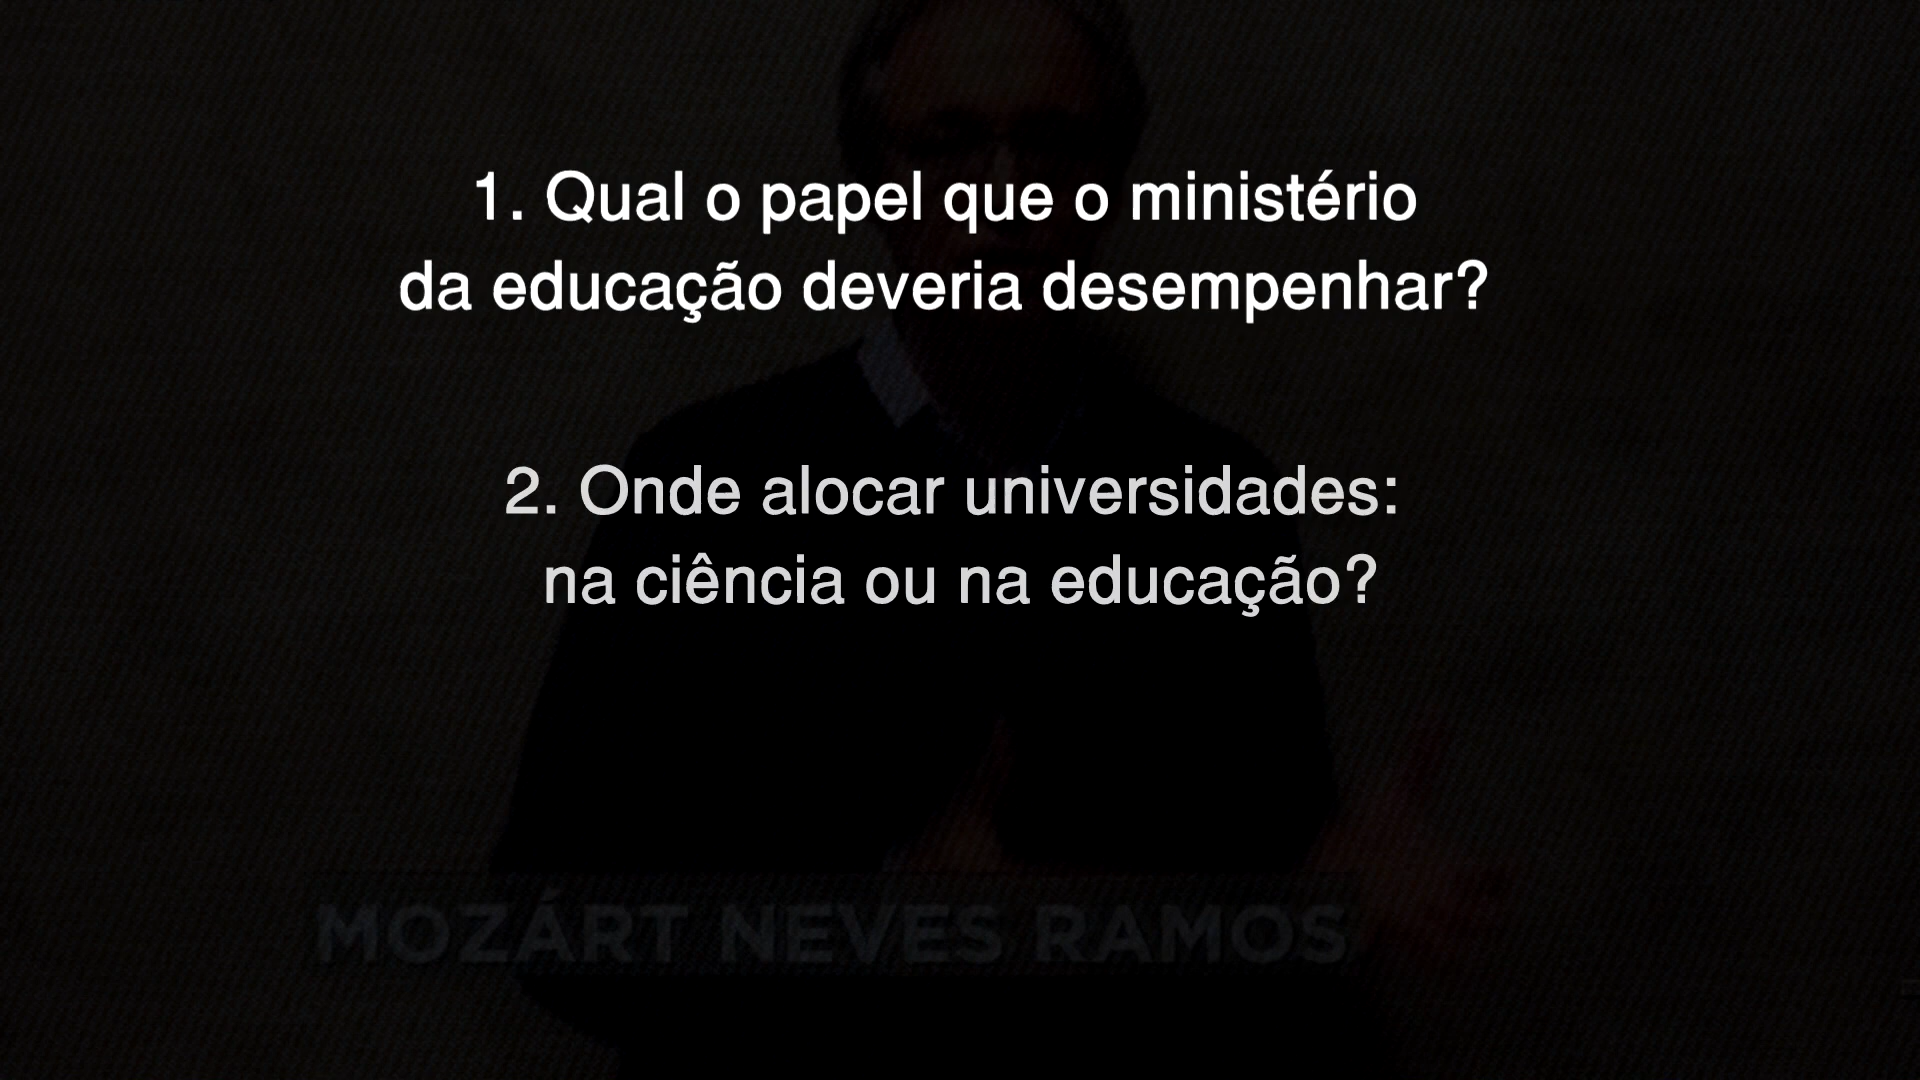 1. Qual o papel que o ministério
da educação deveria desempenhar?
2. Onde alocar universidades:
na ciência ou na educação?
MOZÁRT NEVES RAMOS